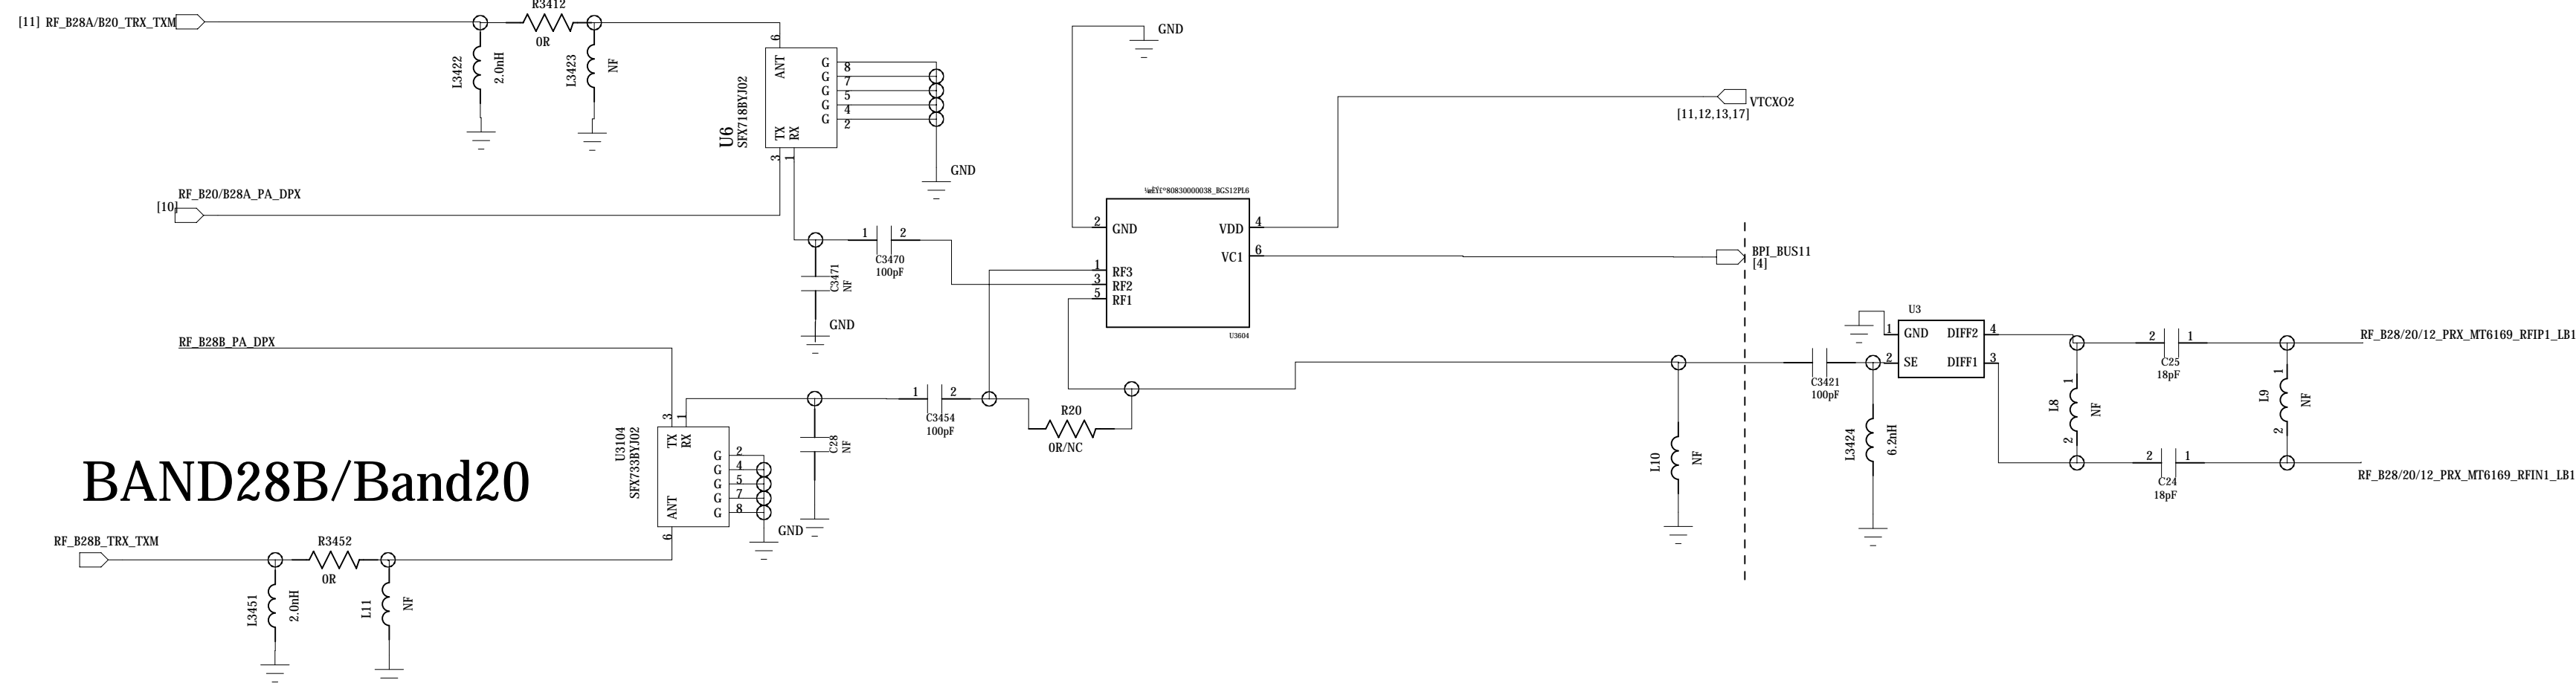 R3412
[11] RF_B28A/B20_TRX_TXM
0R
L3422
2.0nH
L3423
NF
6
ANT
TX
RX
G 8
G 7
G 5
G 4
G 2
U6
SFX718BYJ02
3
1
GND
GND
VTCXO2
[11,12,13,17]
RF_B20/B28A_PA_DPX
[10]
80830000038_BGS12PL6
2 GND
VDD 4
VC1 6
1 RF3
3 RF2
5 RF1
U3604
BPI_BUS11
[4]
1 2
C3470
100pF
C3471
NF
GND
RF_B28B_PA_DPX
3
1
TX
RX
U3104
SFX733BYJ02
G 2
G 4
G 5
G 7
G 8
ANT
6
GND
1 2
C3454
100pF
C28
NF
R20
0R/NC
L10
NF
C3421
100pF
L3424
6.2nH
U3
1 GND DIFF2 4
2 SE DIFF1 3
L8
1
2
NF
2 1
C25
18pF
2 1
C24
18pF
L9
1
2
NF
RF_B28/20/12_PRX_MT6169_RFIP1_LB1
RF_B28/20/12_PRX_MT6169_RFIN1_LB1
BAND28B/Band20
RF_B28B_TRX_TXM
R3452
0R
L3451
2.0nH
L11
NF